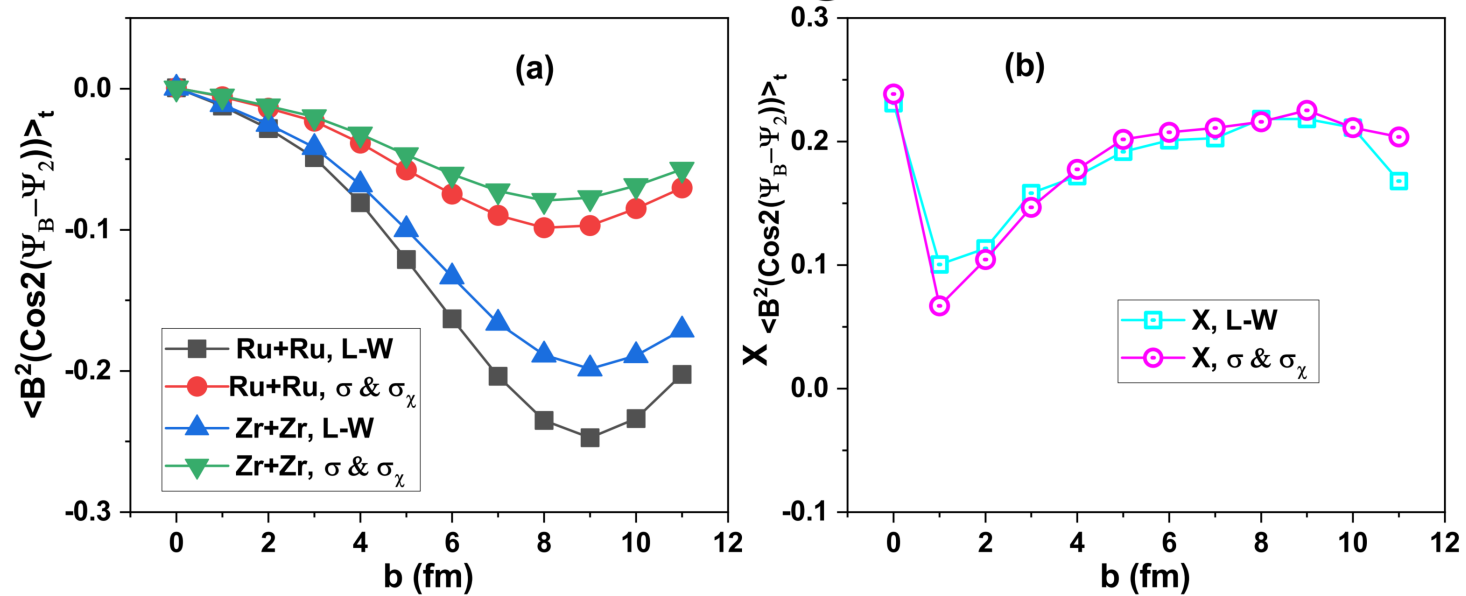 (a)
<B²(Cos2(Ψ_B−Ψ_2))>_t
0.0
-0.1
-0.2
-0.3
Ru+Ru, L-W
Ru+Ru, σ & σ_χ
Zr+Zr, L-W
Zr+Zr, σ & σ_χ
0 2 4 6 8 10 12
b (fm)
(b)
X <B²(Cos2(Ψ_B−Ψ_2))>_t
0.3
0.2
0.1
0.0
-0.1
X, L-W
X, σ & σ_χ
0 2 4 6 8 10 12
b (fm)